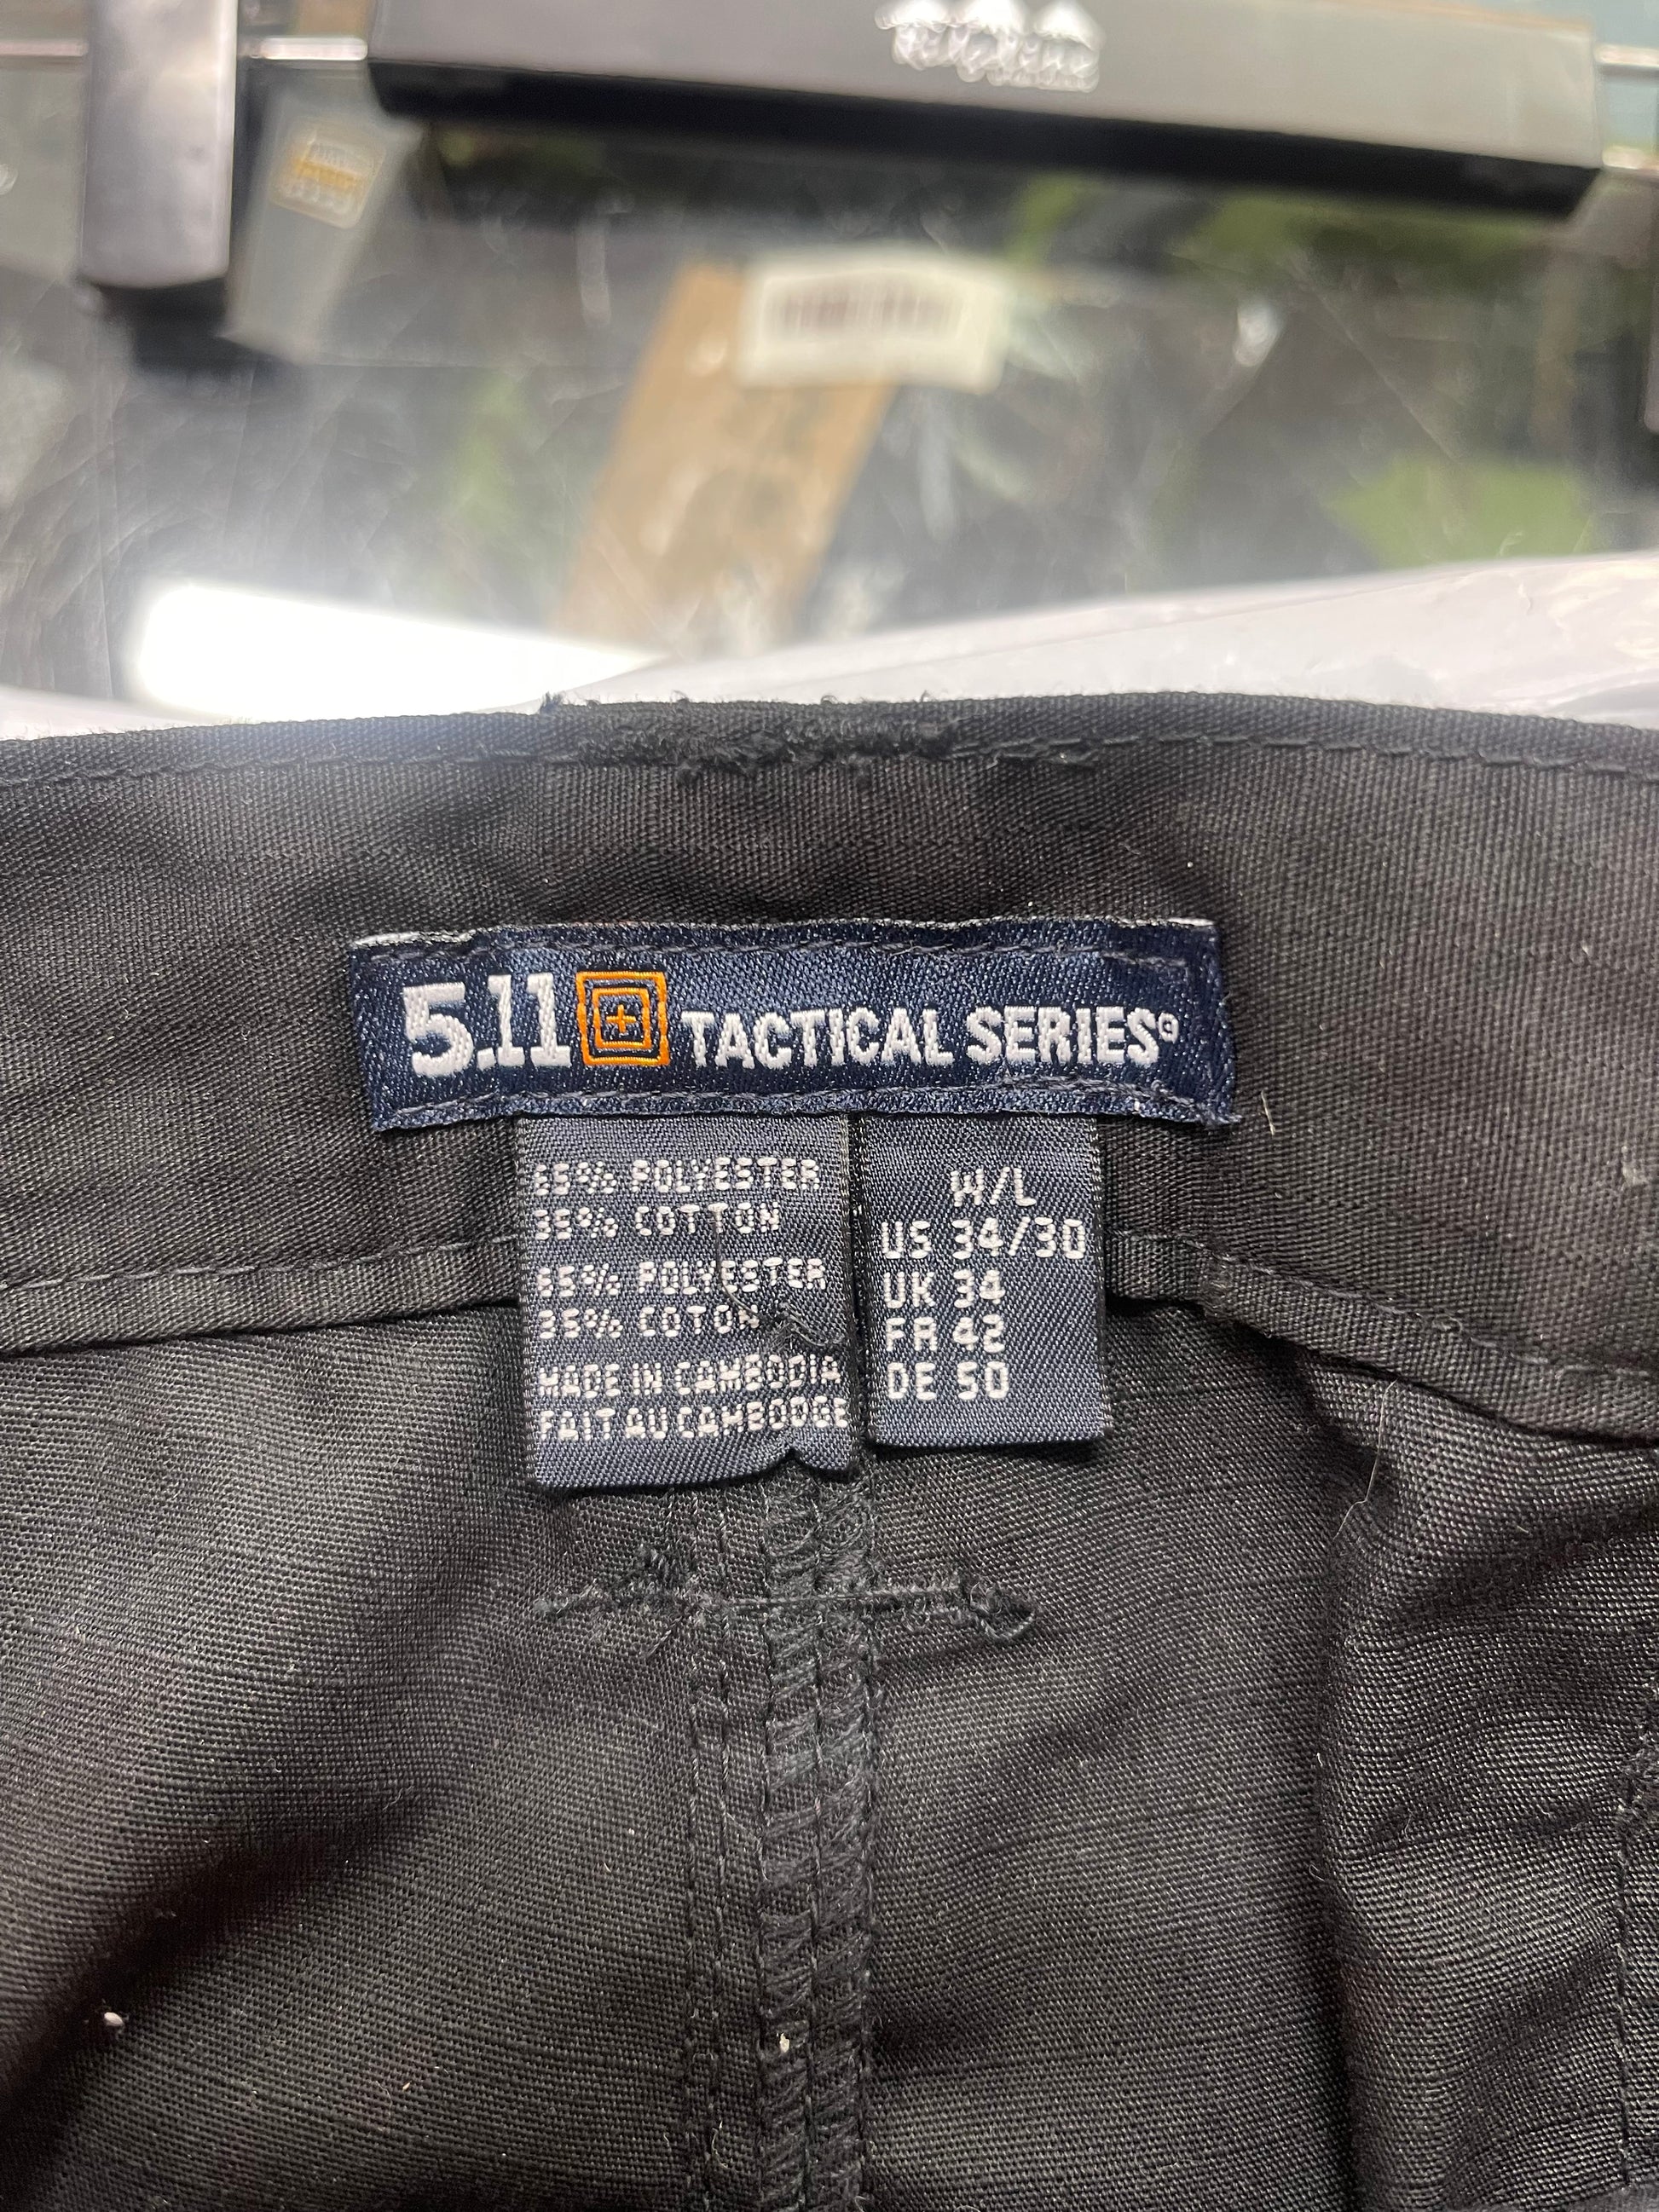 5.11 TACTICAL SERIES®
65% POLYESTER
35% COTTON
65% POLYESTER
35% COTON
MADE IN CAMBODIA
FAIT AU CAMBODGE
W/L
US 34/30
UK 34
FR 42
DE 50